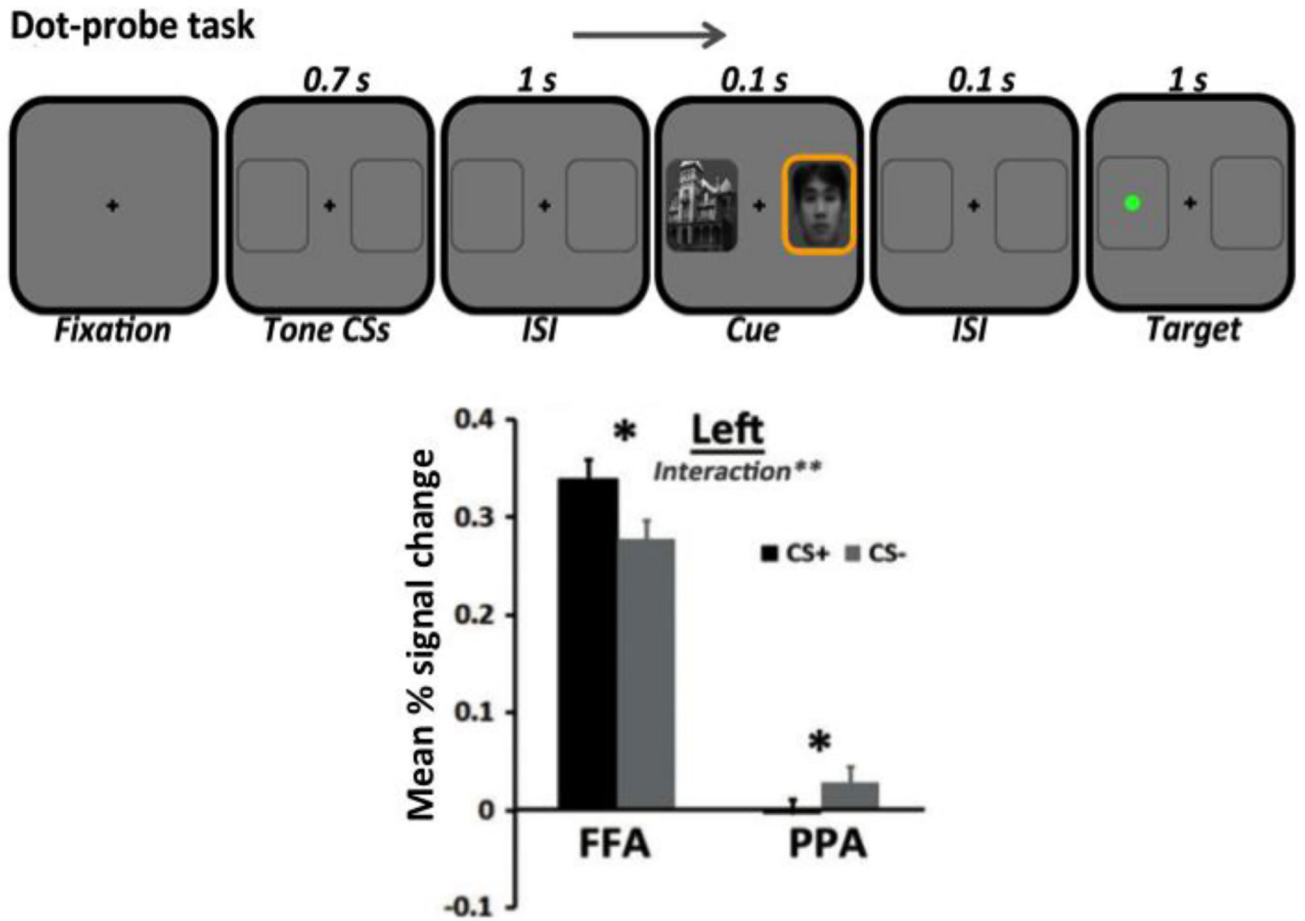 Dot-probe task
0.7 s 1 s 0.1 s 0.1 s 1 s
Fixation Tone CSs ISI Cue ISI Target
0.4
0.3
0.2
0.1
0
-0.1
Mean % signal change
*
Left
Interaction**
CS+ CS-
*
FFA PPA